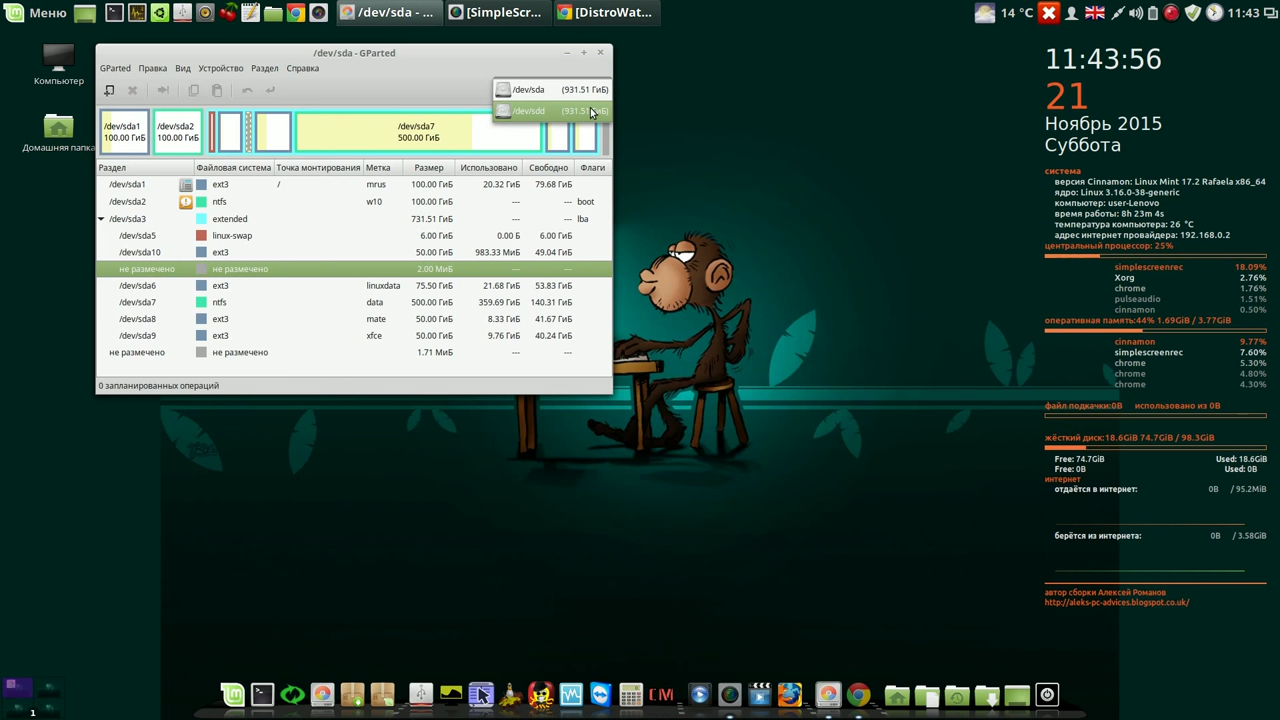 Меню
/dev/sda - ...
[SimpleScr...
[DistroWat...
14 °C
11:43
Компьютер
Домашняя папка
/dev/sda - GParted
GParted Правка Вид Устройство Раздел Справка
/dev/sda (931.51 ГиБ)
/dev/sdd (931.51 ГиБ)
/dev/sda1
100.00 ГиБ
/dev/sda2
100.00 ГиБ
/dev/sda7
500.00 ГиБ
Раздел Файловая система Точка монтирования Метка Размер Использовано Свободно Флаги
/dev/sda1 ext3 / mrus 100.00 ГиБ 20.32 ГиБ 79.68 ГиБ
/dev/sda2 ntfs w10 100.00 ГиБ --- --- boot
/dev/sda3 extended 731.51 ГиБ --- --- lba
/dev/sda5 linux-swap 6.00 ГиБ 0.00 Б 6.00 ГиБ
/dev/sda10 ext3 50.00 ГиБ 983.33 МиБ 49.04 ГиБ
не размечено не размечено 2.00 МиБ --- ---
/dev/sda6 ext3 linuxdata 75.50 ГиБ 21.68 ГиБ 53.83 ГиБ
/dev/sda7 ntfs data 500.00 ГиБ 359.69 ГиБ 140.31 ГиБ
/dev/sda8 ext3 mate 50.00 ГиБ 8.33 ГиБ 41.67 ГиБ
/dev/sda9 ext3 xfce 50.00 ГиБ 9.76 ГиБ 40.24 ГиБ
не размечено не размечено 1.71 МиБ --- ---
0 запланированных операций
11:43:56
21
Ноябрь 2015
Суббота
система
версия Cinnamon: Linux Mint 17.2 Rafaela x86_64
ядро: Linux 3.16.0-38-generic
компьютер: user-Lenovo
время работы: 8h 23m 4s
температура компьютера: 26 °C
адрес интернет провайдера: 192.168.0.2
центральный процессор: 25%
simplescreenrec 18.09%
Xorg 2.76%
chrome 1.76%
pulseaudio 1.51%
cinnamon 0.50%
оперативная память:44% 1.69GiB / 3.77GiB
cinnamon 9.77%
simplescreenrec 7.60%
chrome 5.30%
chrome 4.80%
chrome 4.30%
файл подкачки:0B использовано из 0B
жёсткий диск:18.6GiB 74.7GiB / 98.3GiB
Free: 74.7GiB Used: 18.6GiB
Free: 0B Used: 0B
интернет
отдаётся в интернет: 0B / 95.2MiB
берётся из интернета: 0B / 3.58GiB
автор сборки Алексей Романов
http://aleks-pc-advices.blogspot.co.uk/
CM
1